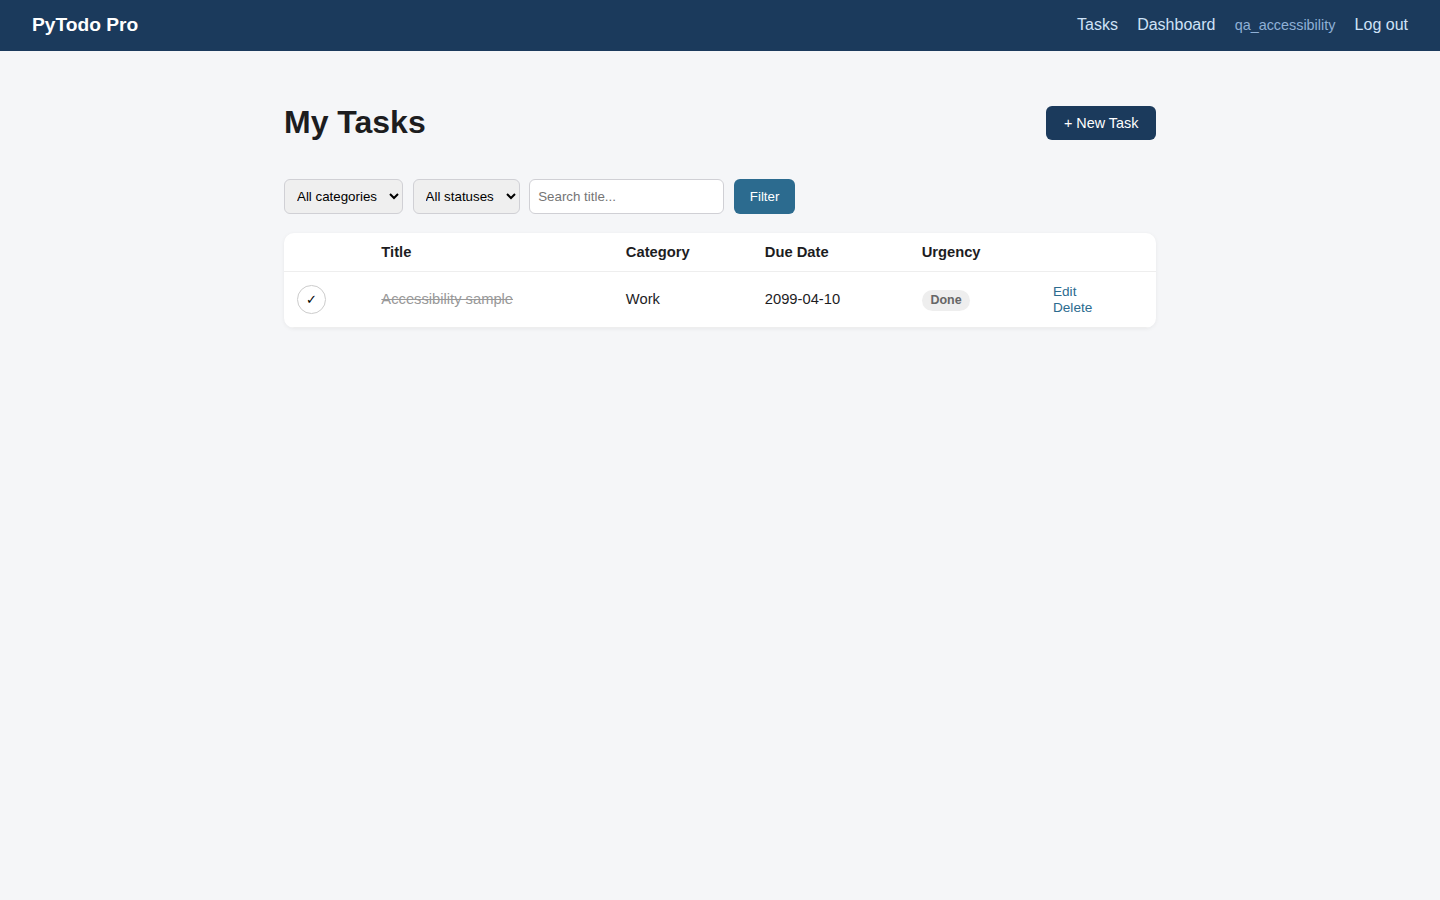 PyTodo Pro
Tasks Dashboard qa_accessibility Log out
My Tasks
+ New Task
All categories All statuses Search title... Filter
Title Category Due Date Urgency
✓ Accessibility sample Work 2099-04-10 Done Edit
Delete